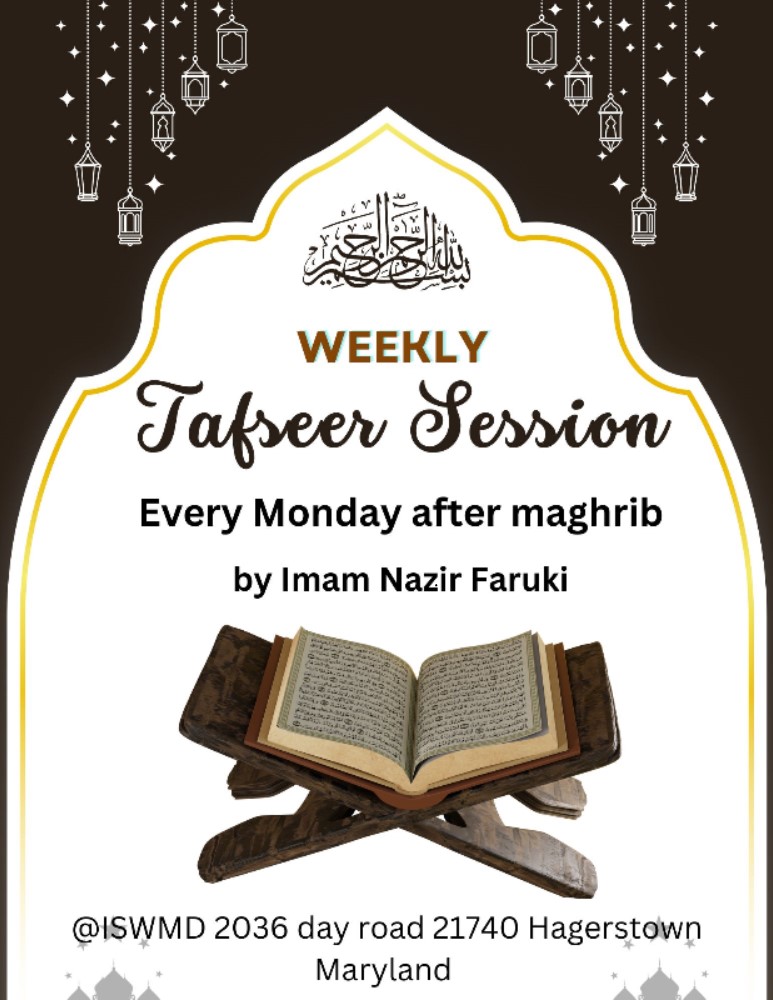 بسم الله الرحمن الرحيم
WEEKLY
Tafseer Session
Every Monday after maghrib
by Imam Nazir Faruki
@ISWMD 2036 day road 21740 Hagerstown
Maryland